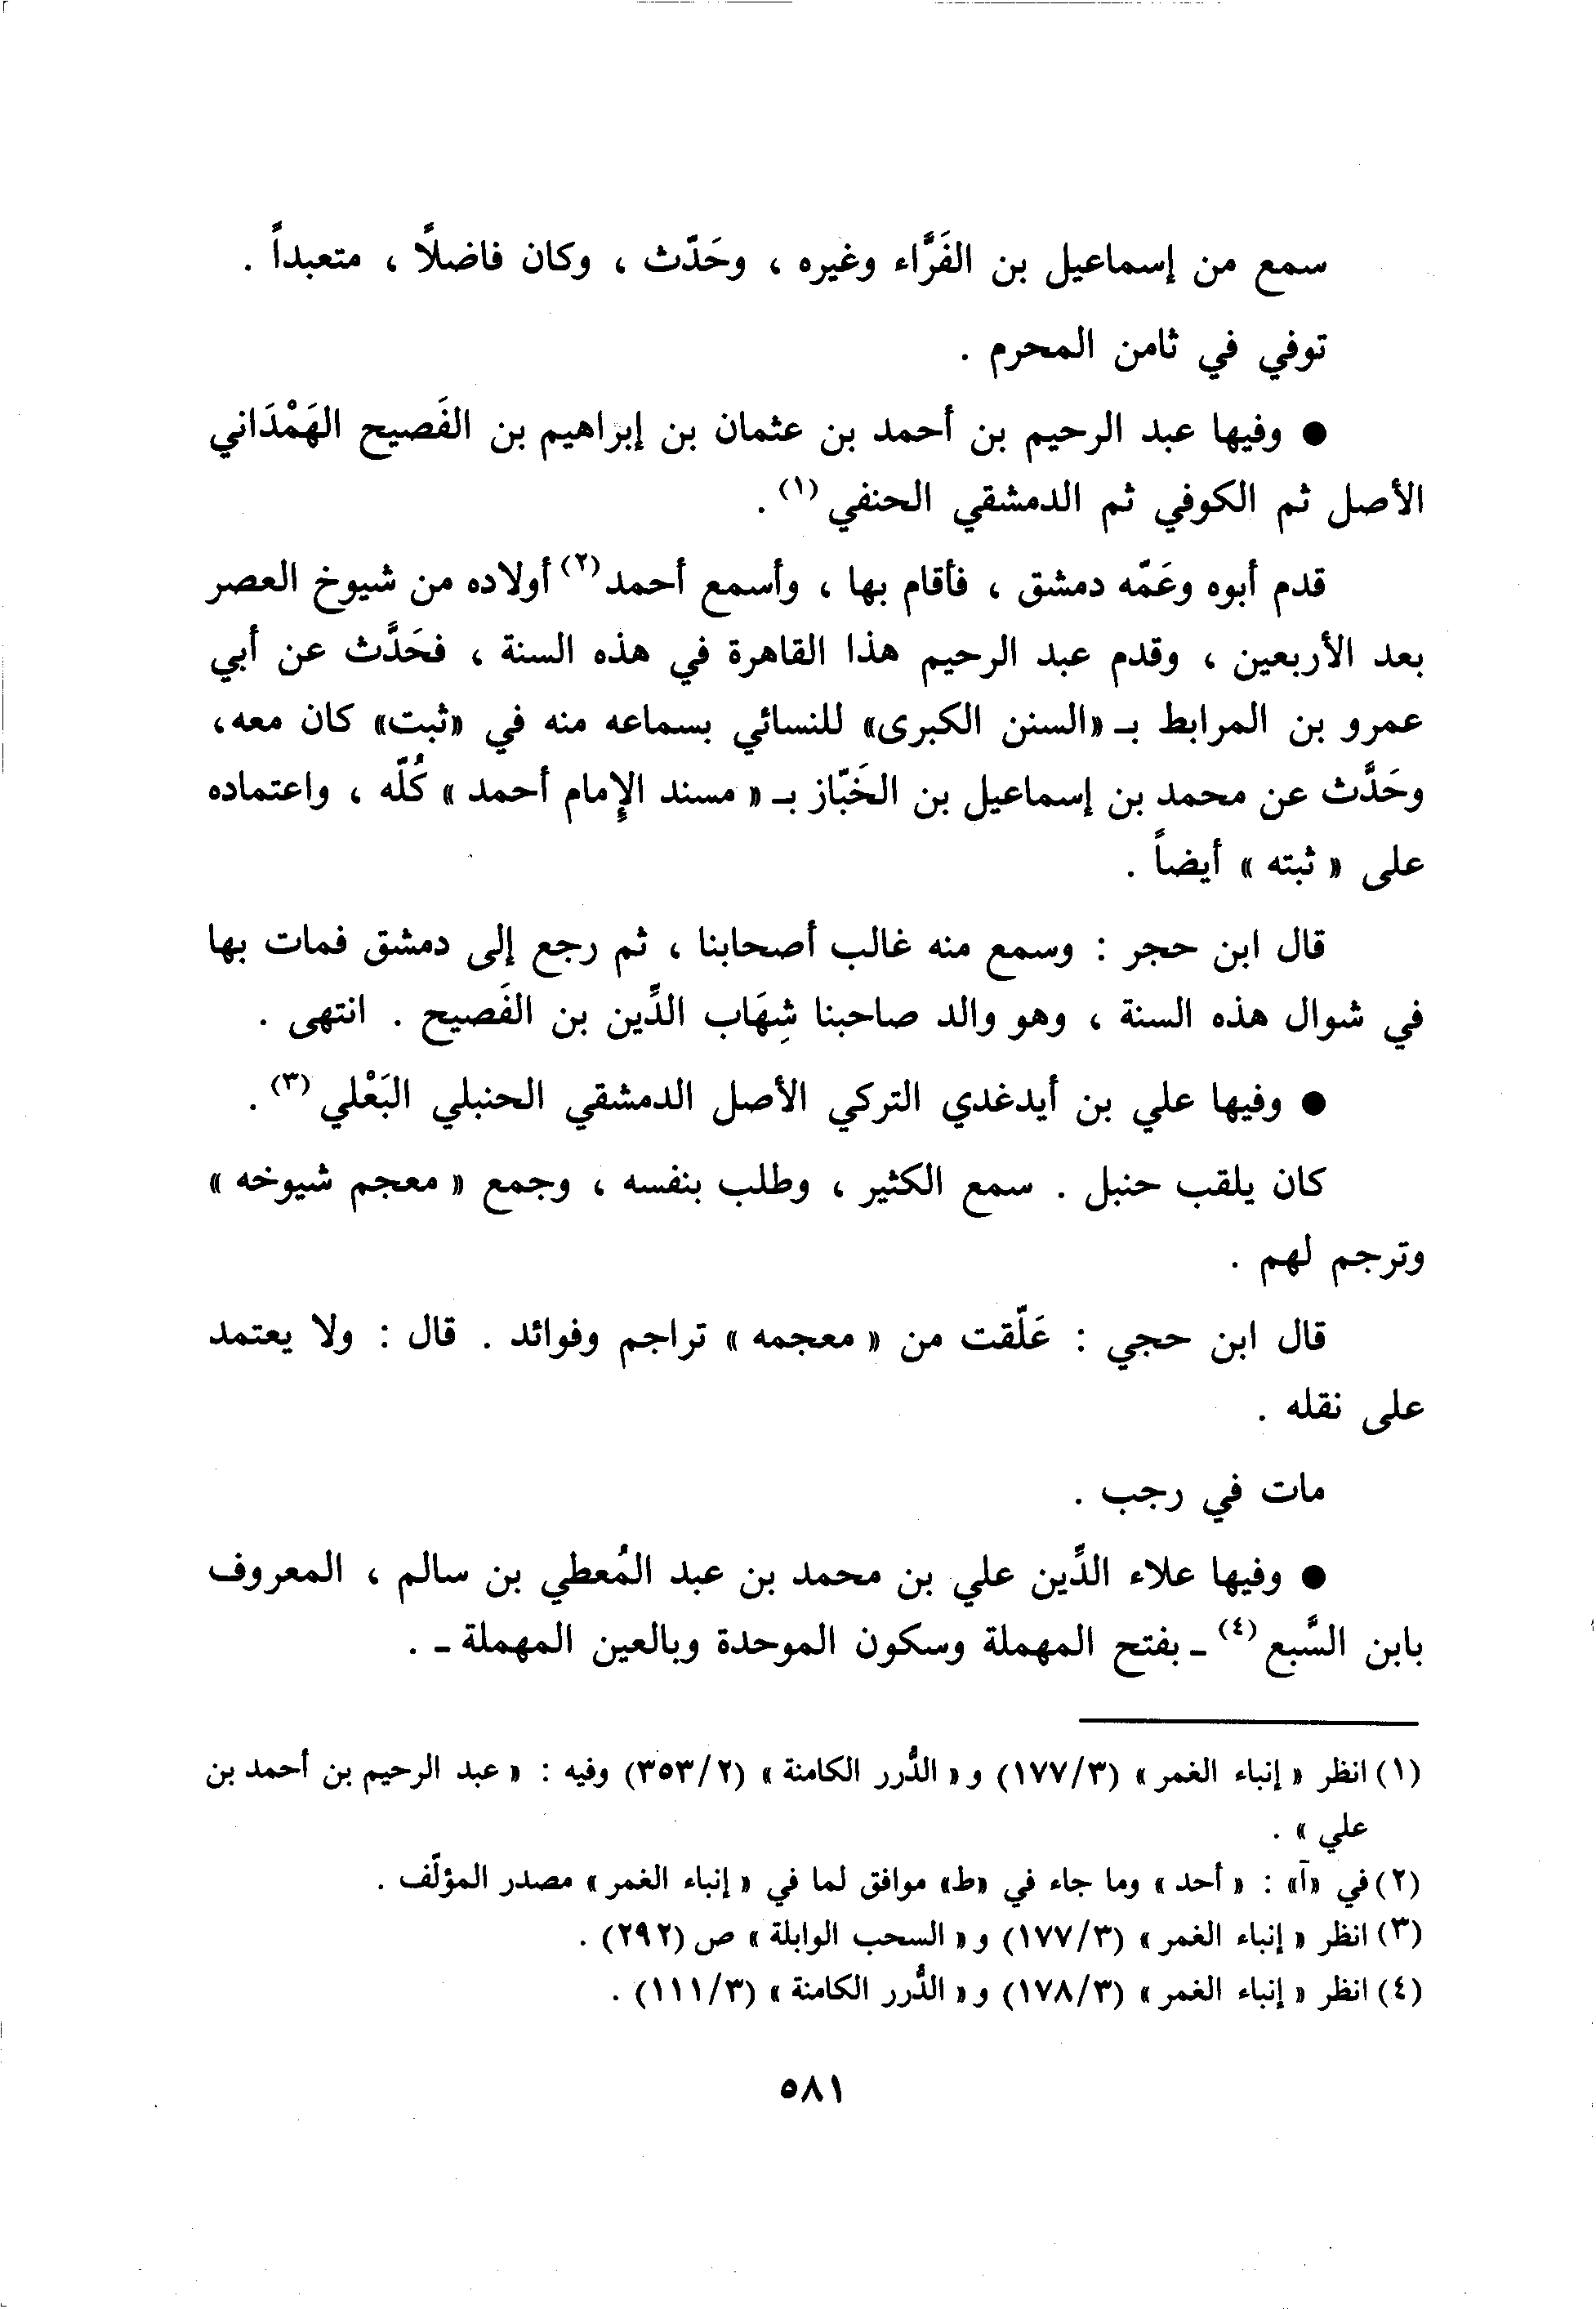 سمع من إسماعيل بن الفَرَّاء وغيره ، وحَدّث ، وكان فاضلاً ، متعبداً .
توفي في ثامن المحرم .
● وفيها عبد الرحيم بن أحمد بن عثمان بن إبراهيم بن الفَصيح الهَمْدَاني
الأصل ثم الكوفي ثم الدمشقي الحنفي (١) .
قدم أبوه وعَمّه دمشق ، فأقام بها ، وأسمع أحمد (٢) أولاده من شيوخ العصر
بعد الأربعين ، وقدم عبد الرحيم هذا القاهرة في هذه السنة ، فحَدَّث عن أبي
عمرو بن المرابط بـ «السنن الكبرى» للنسائي بسماعه منه في «ثبت» كان معه،
وحَدَّث عن محمد بن إسماعيل بن الخَبّاز بـ « مسند الإِمام أحمد » كُلّه ، واعتماده
على « ثبته » أيضاً .
قال ابن حجر : وسمع منه غالب أصحابنا ، ثم رجع إلى دمشق فمات بها
في شوال هذه السنة ، وهو والد صاحبنا شِهَاب الدِّين بن الفَصيح . انتهى .
● وفيها علي بن أيدغدي التركي الأصل الدمشقي الحنبلي البَعْلي (٣) .
كان يلقب حنبل . سمع الكثير ، وطلب بنفسه ، وجمع « معجم شيوخه »
وترجم لهم .
قال ابن حجي : عَلّقت من « معجمه » تراجم وفوائد . قال : ولا يعتمد
على نقله .
مات في رجب .
● وفيها علاء الدِّين علي بن محمد بن عبد المُعطي بن سالم ، المعروف
بابن السَّبع (٤) ـ بفتح المهملة وسكون الموحدة وبالعين المهملة ـ .
(١) انظر « إنباء الغمر » (١٧٧/٣) و « الدُّرر الكامنة » (٣٥٣/٢) وفيه : « عبد الرحيم بن أحمد بن
علي » .
(٢) في «آ» : « أحد » وما جاء في «ط» موافق لما في « إنباء الغمر » مصدر المؤلّف .
(٣) انظر « إنباء الغمر » (١٧٧/٣) و « السحب الوابلة » ص (٢٩٢) .
(٤) انظر « إنباء الغمر » (١٧٨/٣) و « الدُّرر الكامنة » (١١١/٣) .
٥٨١